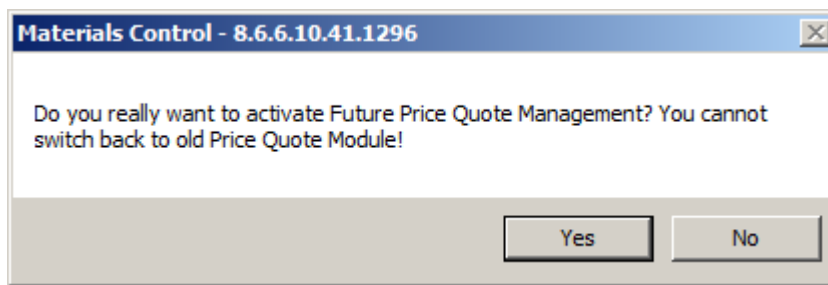 Materials Control - 8.6.6.10.41.1296
Do you really want to activate Future Price Quote Management? You cannot
switch back to old Price Quote Module!
Yes No